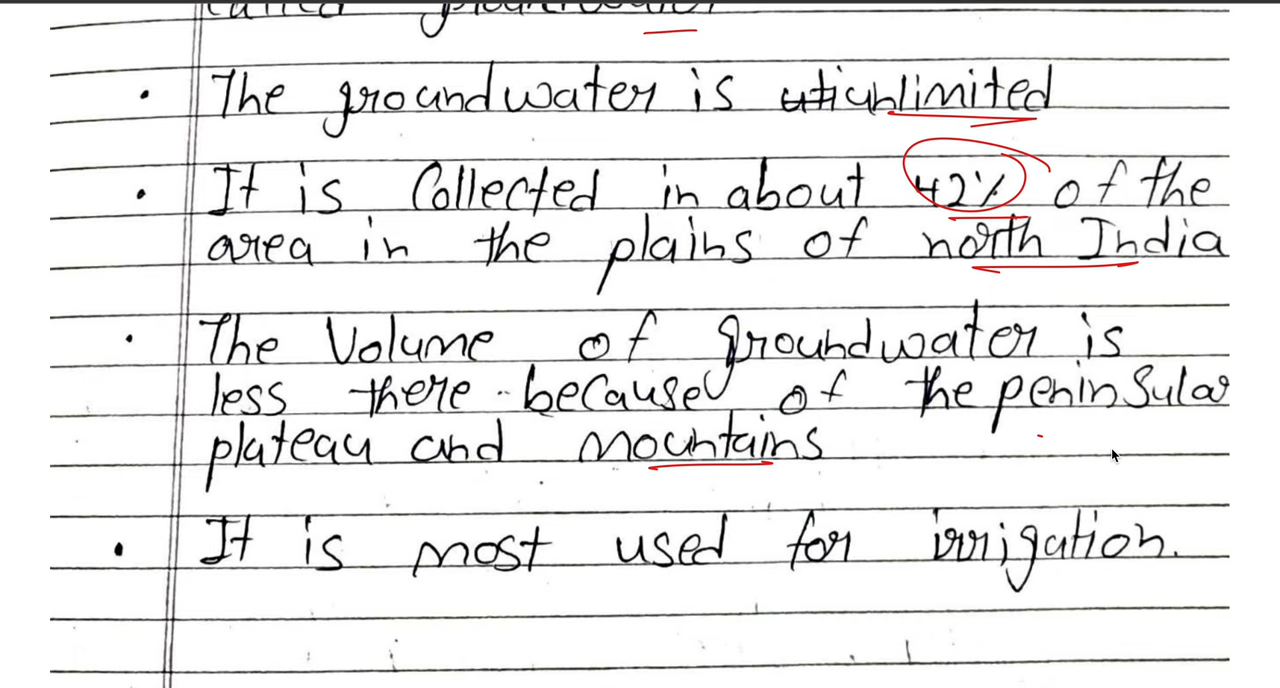 called groundwater
• The groundwater is unlimited
• It is Collected in about 42% of the
area in the plains of north India
• The Volume of groundwater is
less there because of the peninsular
plateau and mountains
• It is most used for irrigation.